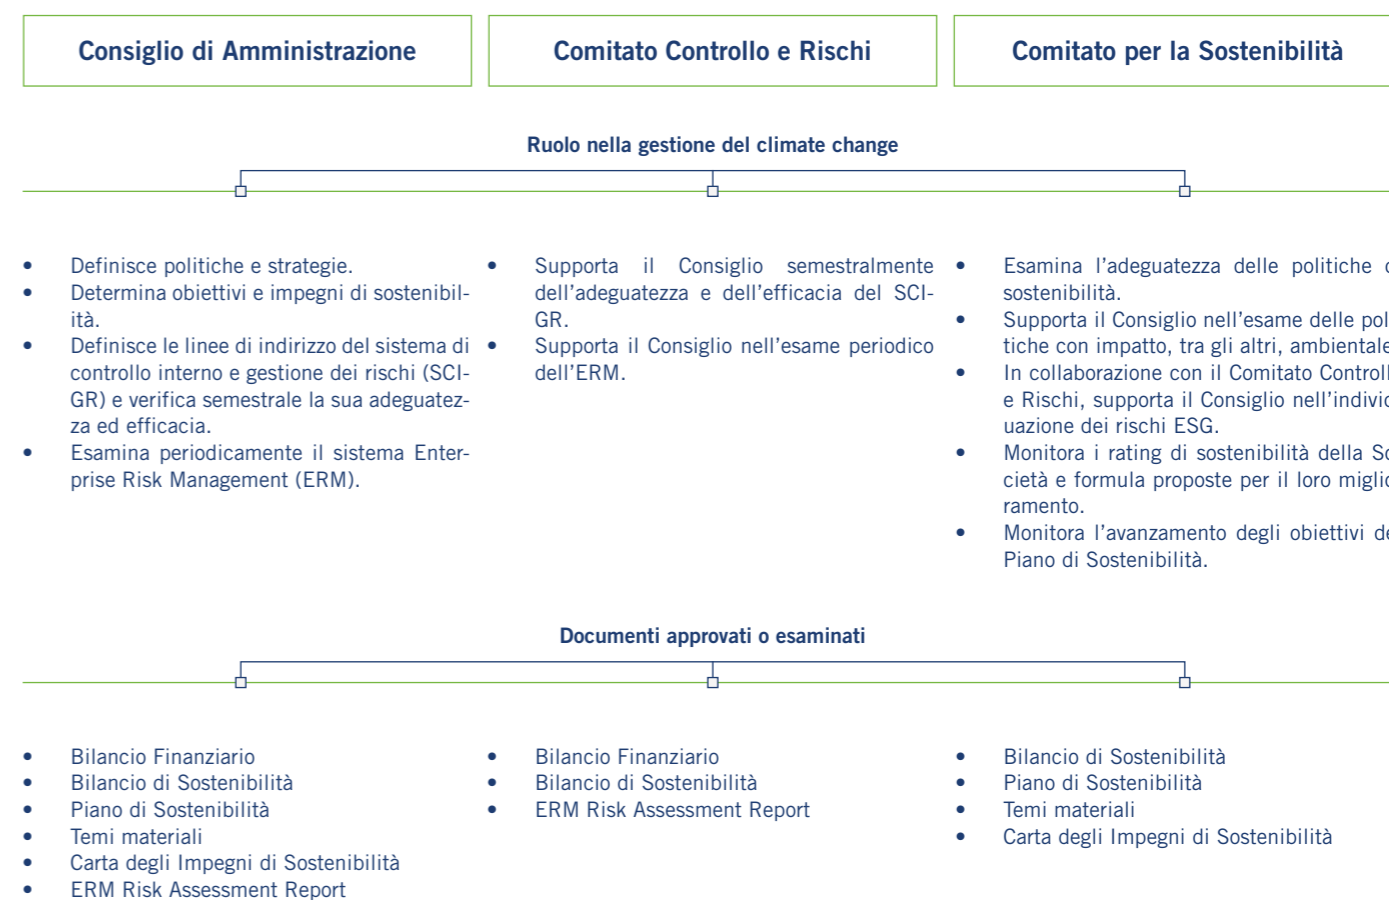 Consiglio di Amministrazione
Comitato Controllo e Rischi
Comitato per la Sostenibilità
Ruolo nella gestione del climate change
• Definisce politiche e strategie.
• Determina obiettivi e impegni di sostenibil-
ità.
• Definisce le linee di indirizzo del sistema di
controllo interno e gestione dei rischi (SCI-
GR) e verifica semestrale la sua adeguatez-
za ed efficacia.
• Esamina periodicamente il sistema Enter-
prise Risk Management (ERM).
• Supporta il Consiglio semestralmente
dell'adeguatezza e dell'efficacia del SCI-
GR.
• Supporta il Consiglio nell'esame periodico
dell'ERM.
• Esamina l'adeguatezza delle politiche
sostenibilità.
• Supporta il Consiglio nell'esame delle pol
tiche con impatto, tra gli altri, ambientale
• In collaborazione con il Comitato Controll
e Rischi, supporta il Consiglio nell'indivi
uazione dei rischi ESG.
• Monitora i rating di sostenibilità della So
cietà e formula proposte per il loro miglio
ramento.
• Monitora l'avanzamento degli obiettivi de
Piano di Sostenibilità.
Documenti approvati o esaminati
• Bilancio Finanziario
• Bilancio di Sostenibilità
• Piano di Sostenibilità
• Temi materiali
• Carta degli Impegni di Sostenibilità
• ERM Risk Assessment Report
• Bilancio Finanziario
• Bilancio di Sostenibilità
• ERM Risk Assessment Report
• Bilancio di Sostenibilità
• Piano di Sostenibilità
• Temi materiali
• Carta degli Impegni di Sostenibilità